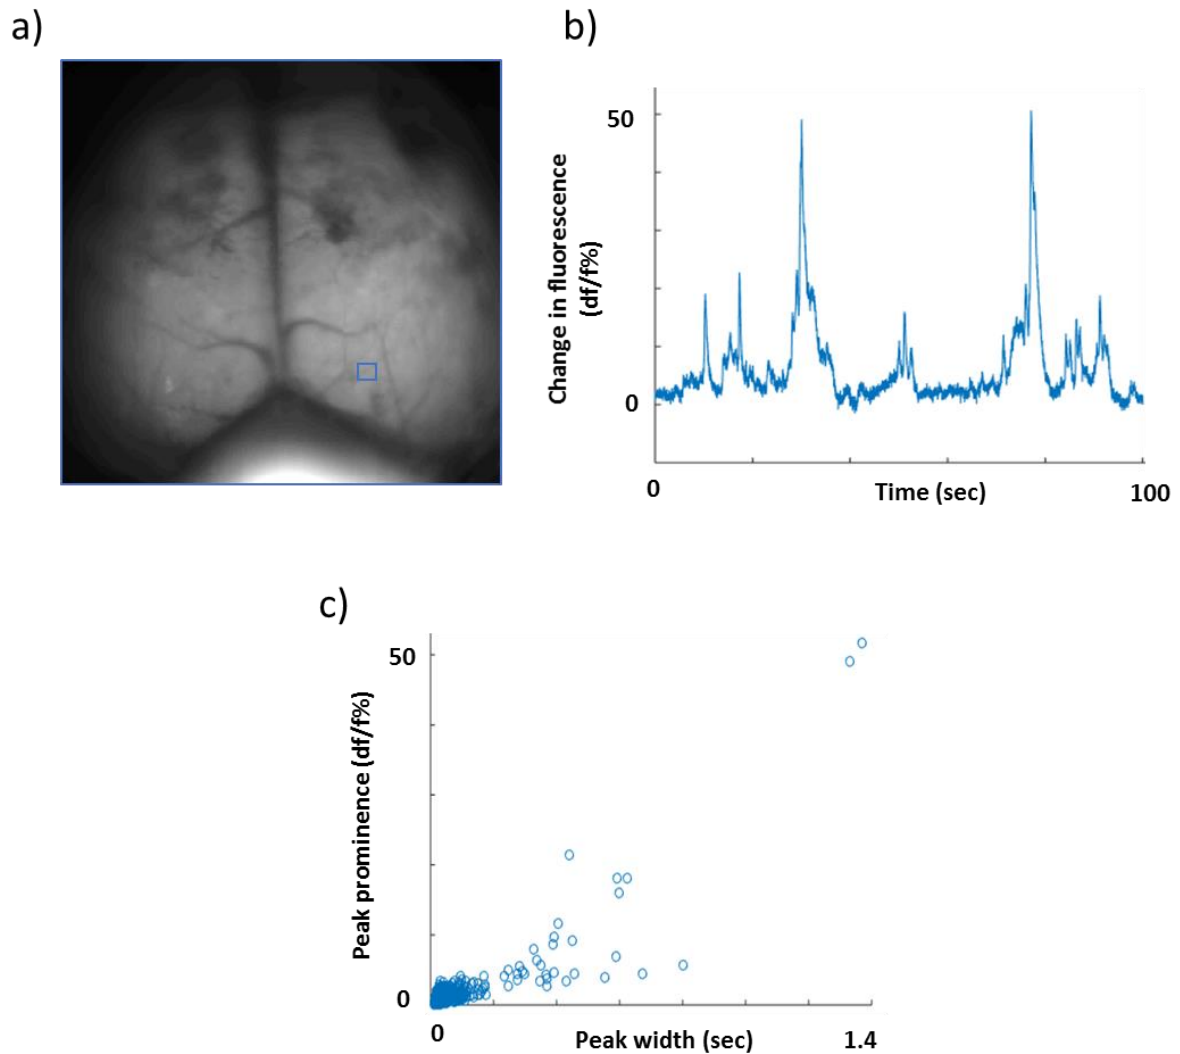 a)
b)
50
Change in fluorescence
(df/f%)
0
0
Time (sec)
100
c)
50
Peak prominence (df/f%)
0
0
Peak width (sec)
1.4